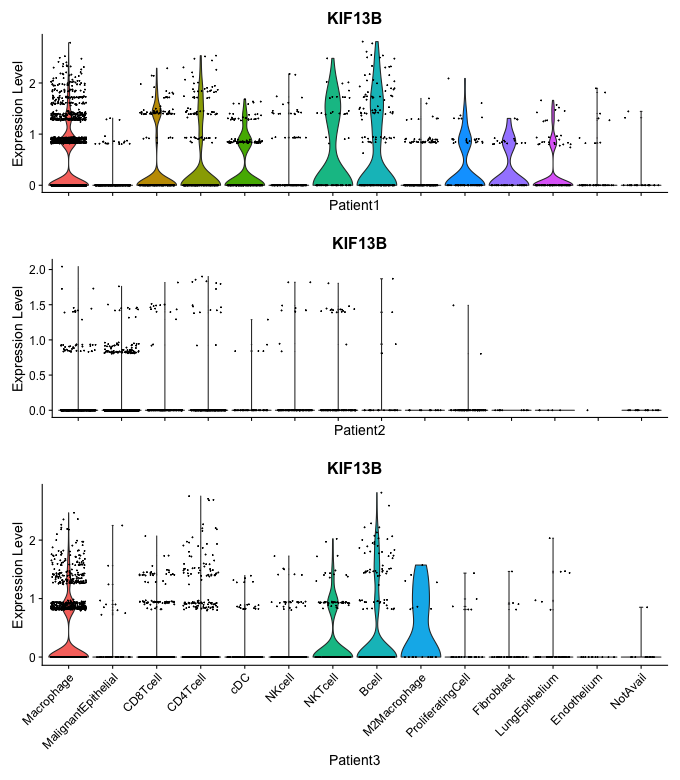 KIF13B
Expression Level
2
1
0
Patient1
KIF13B
Expression Level
2.0
1.5
1.0
0.5
0.0
Patient2
KIF13B
Expression Level
2
1
0
Macrophage
MalignantEpithelial
CD8Tcell
CD4Tcell
cDC
NKcell
NKTcell
Bcell
M2Macrophage
ProliferatingCell
Fibroblast
LungEpithelium
Endothelium
NotAvail
Patient3